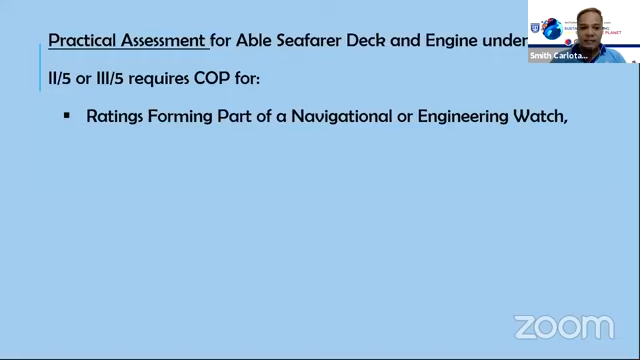 Practical Assessment for Able Seafarer Deck and Engine under
II/5 or III/5 requires COP for:
▪ Ratings Forming Part of a Navigational or Engineering Watch,
PLANET
Smith Carlota...
zoom